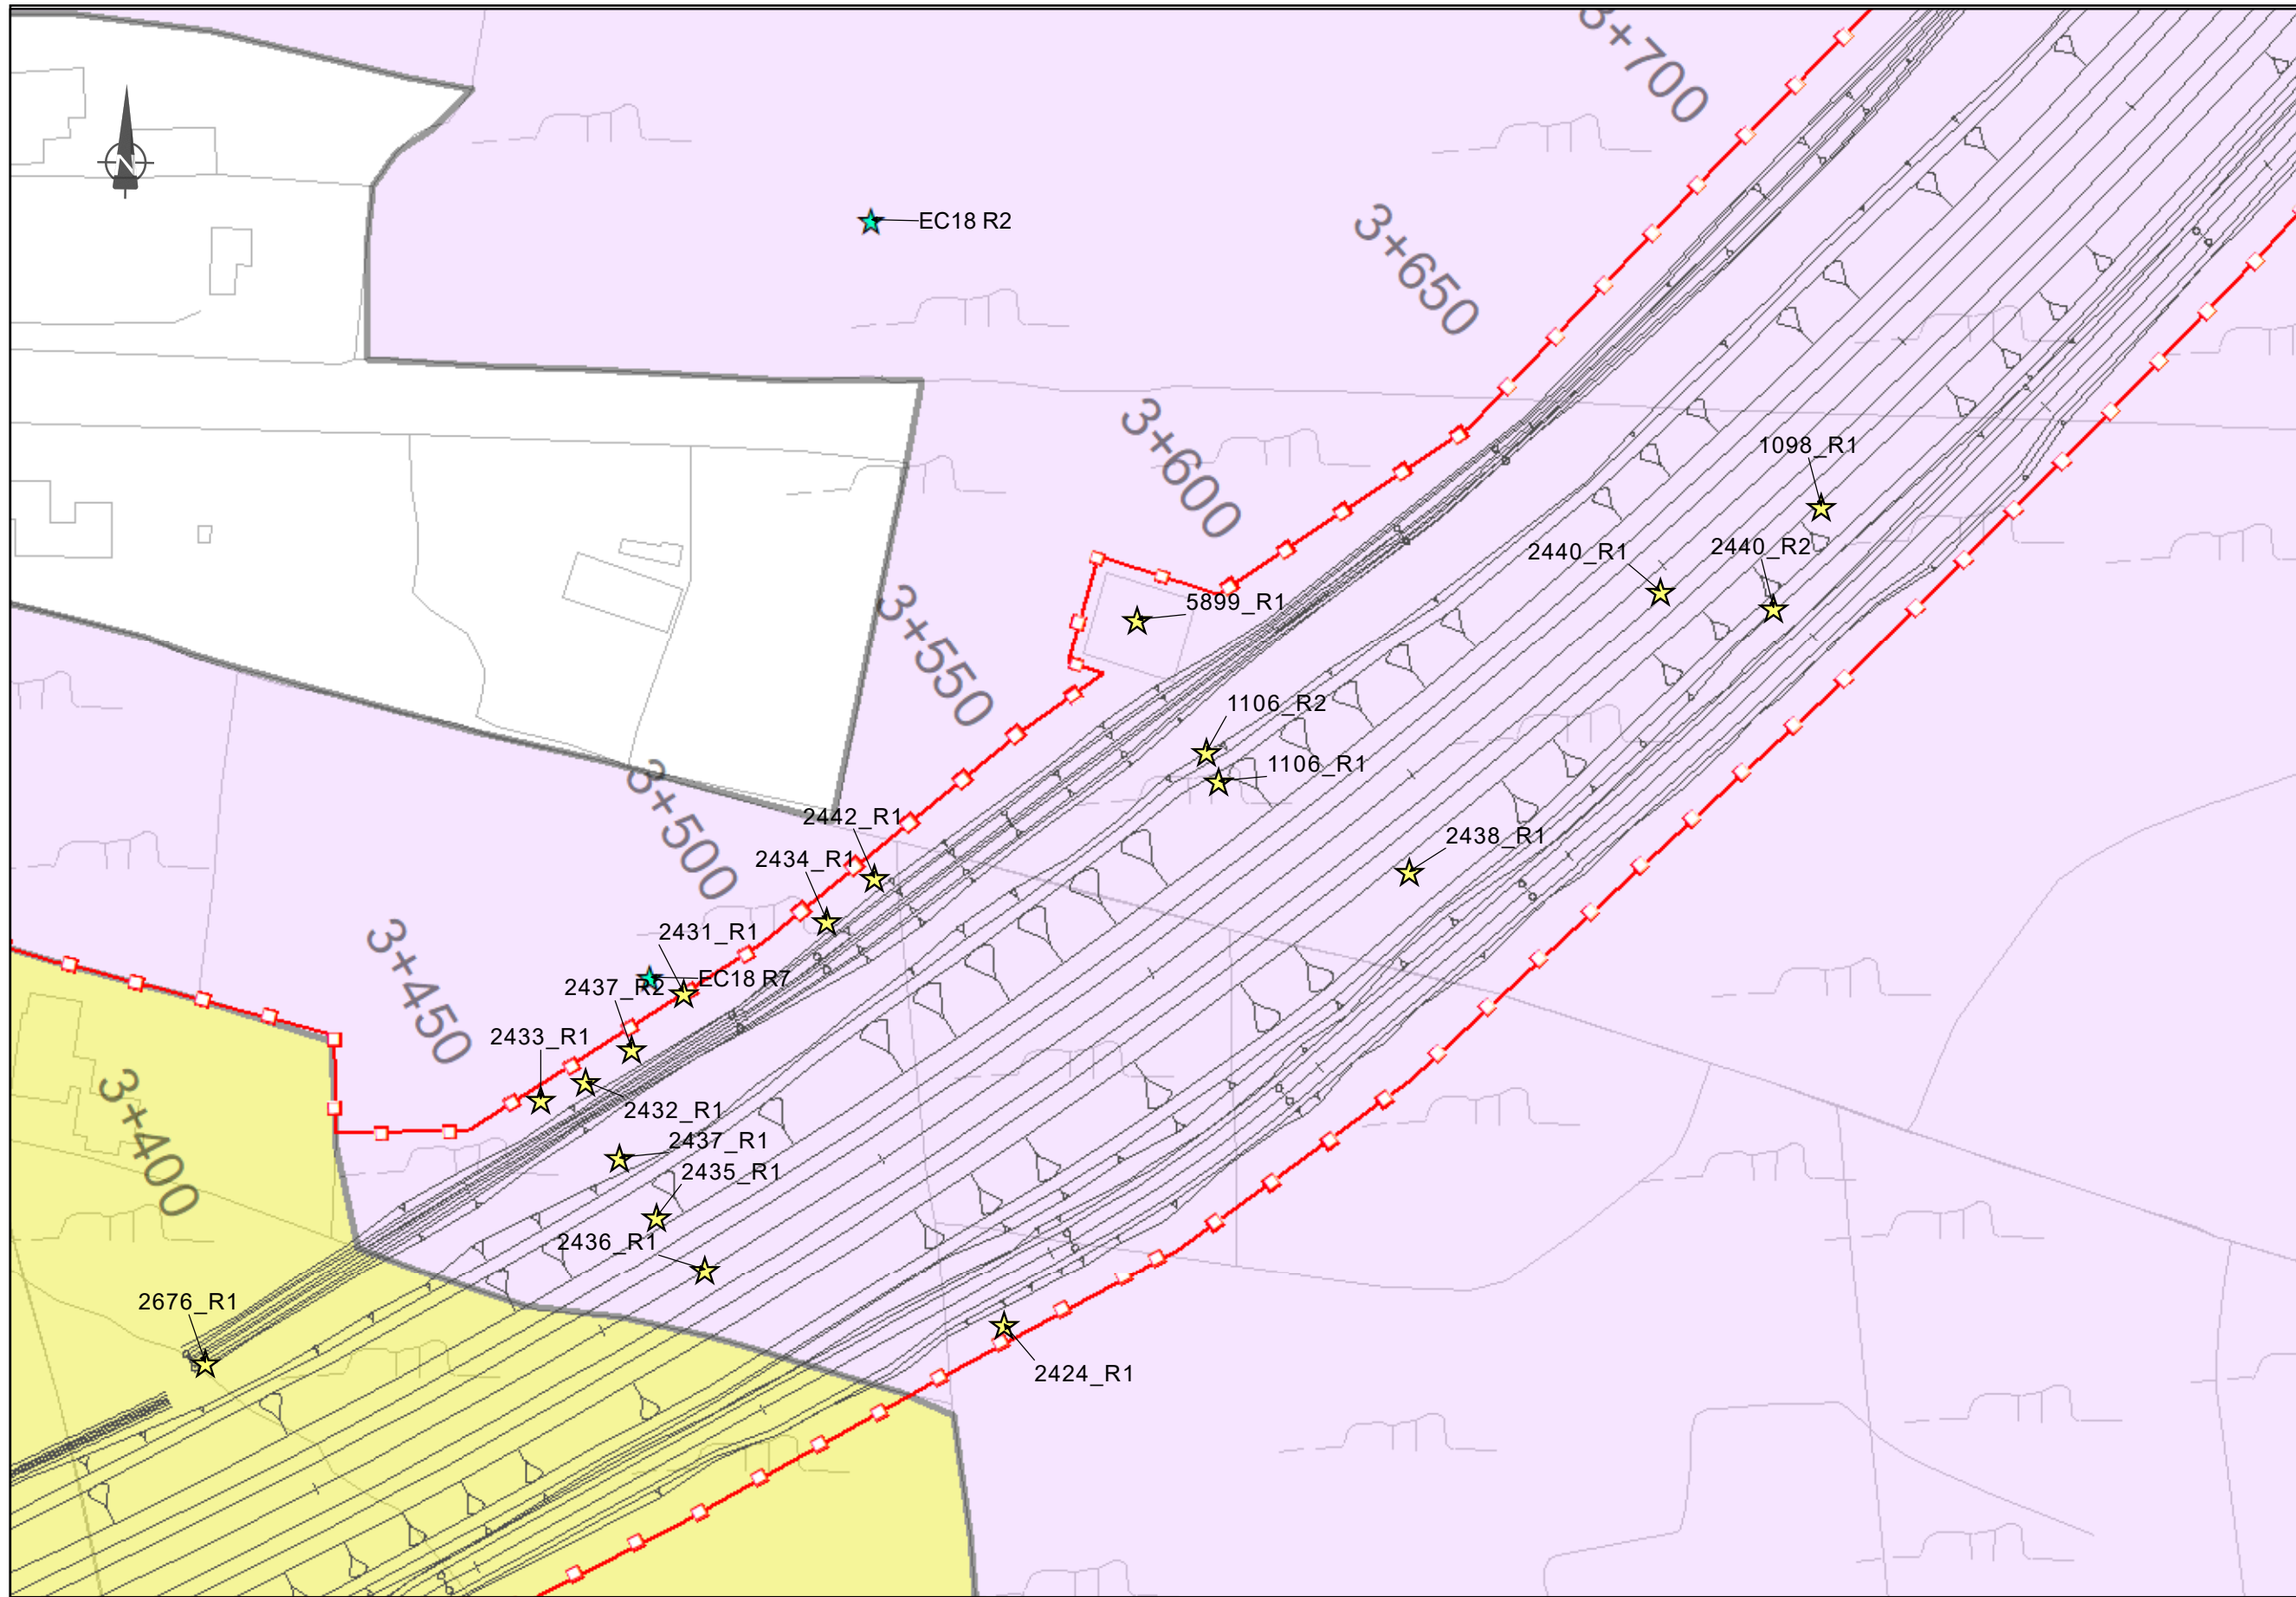 3+700
N
EC18 R2
3+650
3+600
1098_R1
2440_R1
2440_R2
5899_R1
3+550
1106_R2
1106_R1
3+500
2442_R1
2438_R1
2434_R1
2431_R1
3+450
EC18 R7
2437_R2
2433_R1
3+400
2432_R1
2437_R1
2435_R1
2436_R1
2676_R1
2424_R1